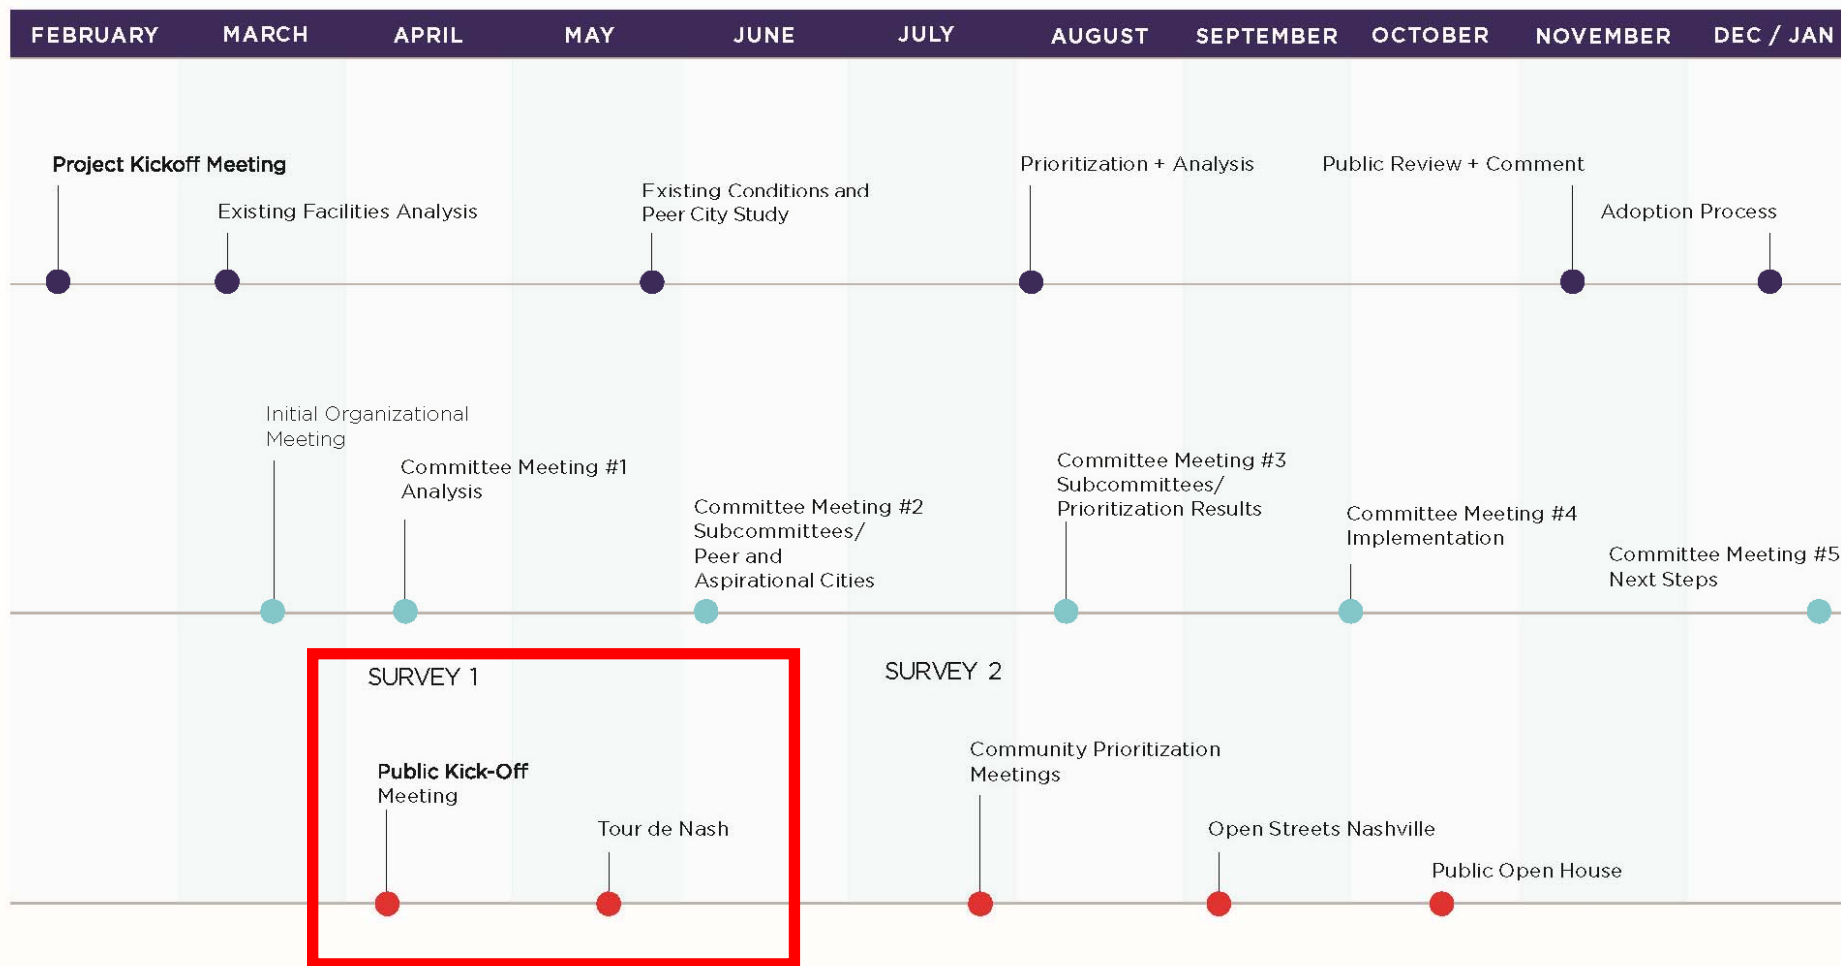 FEBRUARY MARCH APRIL MAY JUNE JULY AUGUST SEPTEMBER OCTOBER NOVEMBER DEC / JAN
Project Kickoff Meeting
Existing Facilities Analysis
Existing Conditions and
Peer City Study
Prioritization + Analysis
Public Review + Comment
Adoption Process
Initial Organizational
Meeting
Committee Meeting #1
Analysis
Committee Meeting #2
Subcommittees/
Peer and
Aspirational Cities
Committee Meeting #3
Subcommittees/
Prioritization Results
Committee Meeting #4
Implementation
Committee Meeting #5
Next Steps
SURVEY 1
SURVEY 2
Public Kick-Off
Meeting
Tour de Nash
Community Prioritization
Meetings
Open Streets Nashville
Public Open House